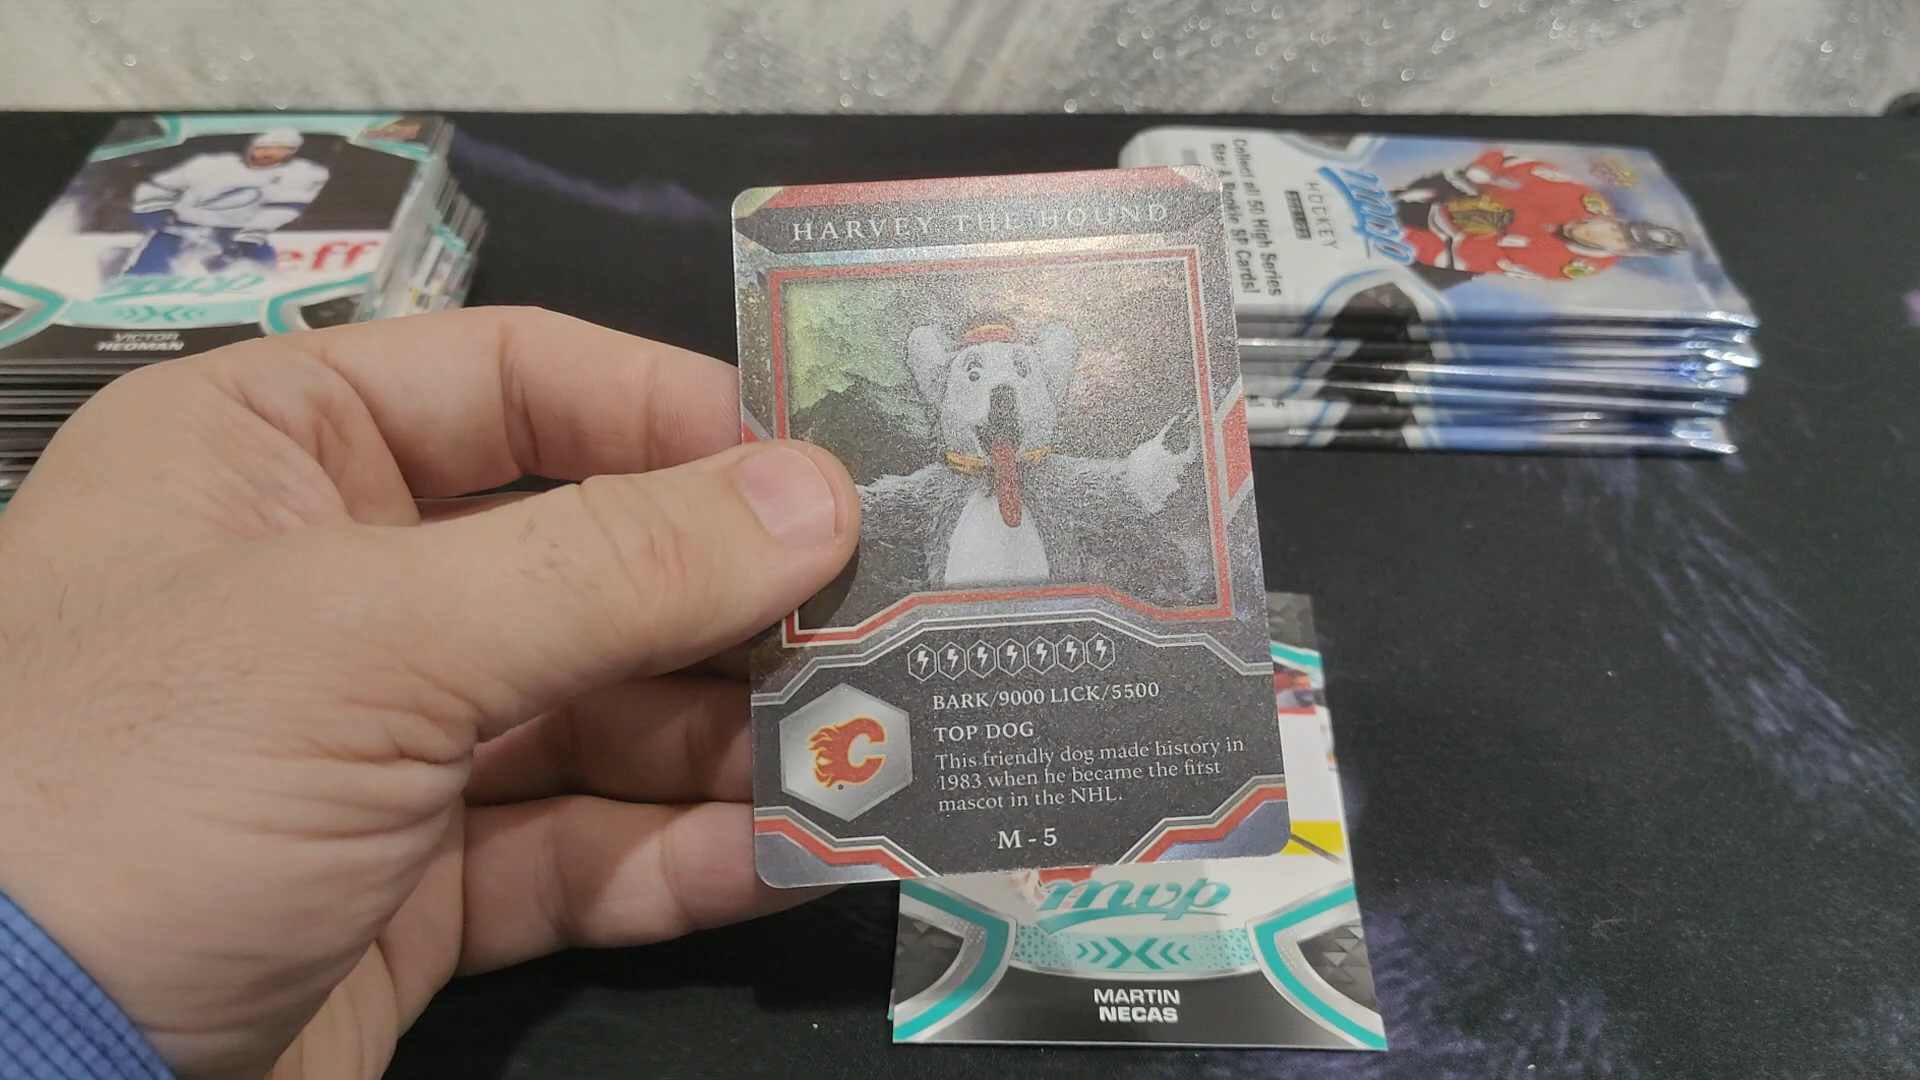 HARVEY THE HOUND
BARK/9000 LICK/5500
TOP DOG
This friendly dog made history in
1983 when he became the first
mascot in the NHL.
M - 5
mvp
MARTIN
NECAS
eff
mvp
VICTOR
HEDMAN
Collect all 50 High Series
Star & Rookie SP Cards!
HOCKEY
mvp